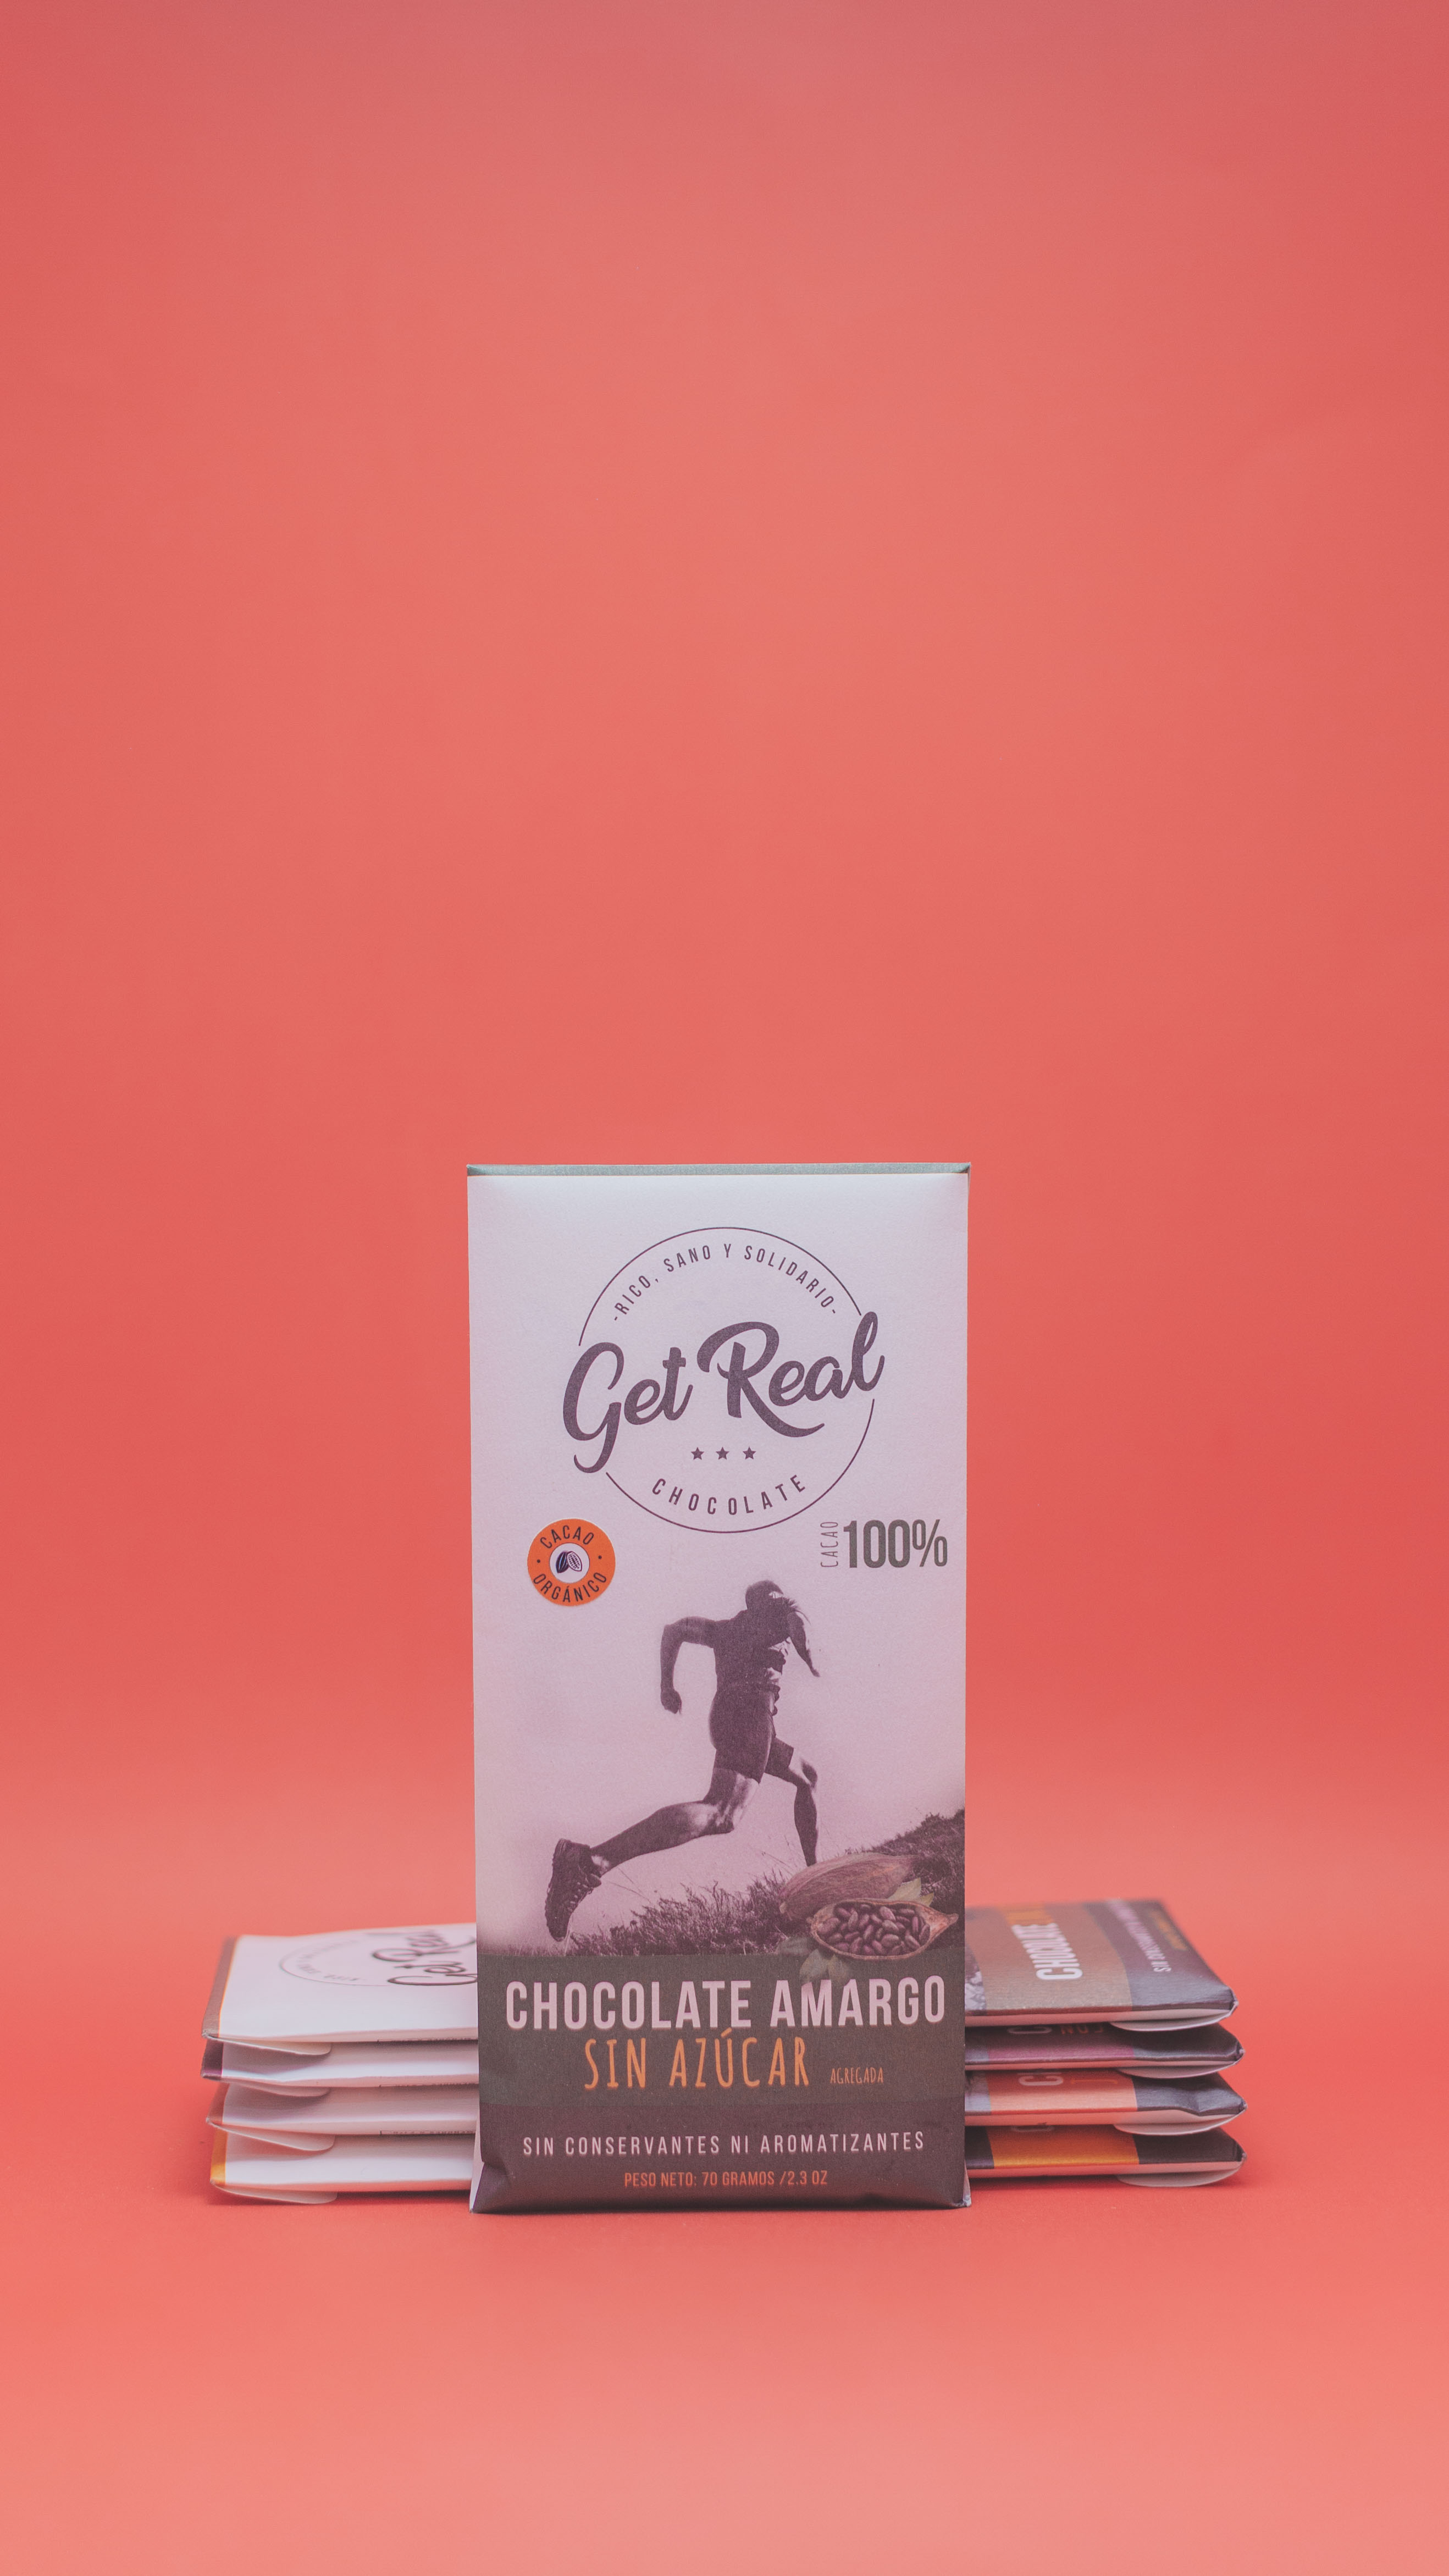 -RICO, SANO Y SOLIDARIO-
Get Real
CHOCOLATE
CACAO
ORGÁNICO
CACAO 100%
CHOCOLATE AMARGO
SIN AZÚCAR AGREGADA
SIN CONSERVANTES NI AROMATIZANTES
PESO NETO: 70 GRAMOS /2.3 OZ
Get Real
CHOCOLATE